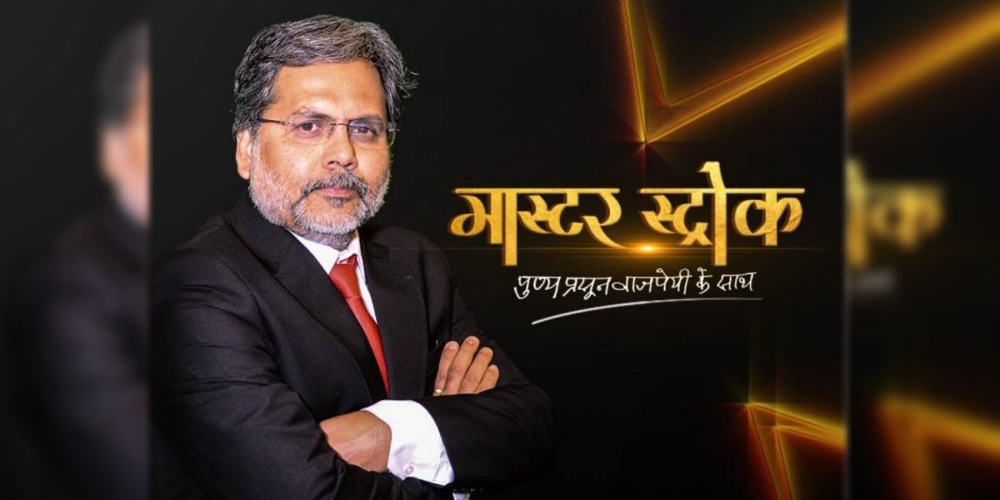 मास्टर स्ट्रोक
पुण्य प्रसून वाजपेयी के साथ